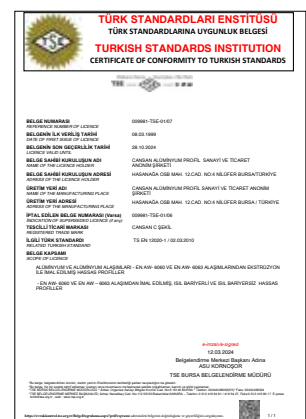 TÜRK STANDARDLARI ENSTİTÜSÜ
TÜRK STANDARDLARINA UYGUNLUK BELGESİ
TURKISH STANDARDS INSTITUTION
CERTIFICATE OF CONFORMITY TO TURKISH STANDARDS
TSE
BELGE NUMARASI
REFERENCE NUMBER OF LICENCE
009981-TSE-01/07
BELGENİN İLK VERİLİŞ TARİHİ
DATE OF FIRST ISSUE OF LICENCE
08.03.1999
BELGENİN SON GEÇERLİLİK TARİHİ
LICENCE VALID UNTIL
28.10.2024
BELGE SAHİBİ KURULUŞUN ADI
NAME OF THE LICENCE HOLDER
CANSAN ALÜMİNYUM PROFİL SANAYİ VE TİCARET
ANONİM ŞİRKETİ
BELGE SAHİBİ KURULUŞUN ADRESİ
ADDRESS OF THE LICENCE HOLDER
HASANAĞA OSB MAH. 12.CAD. NO:6 NİLÜFER BURSA/TÜRKİYE
ÜRETİM YERİ ADI
NAME OF THE MANUFACTURING PLACE
CANSAN ALÜMİNYUM PROFİL SANAYİ VE TİCARET ANONİM
ŞİRKETİ
ÜRETİM YERİ ADRESİ
ADDRESS OF THE MANUFACTURING PLACE
HASANAĞA OSB MAH. 12.CAD. NO:6 NİLÜFER BURSA / TÜRKİYE
İPTAL EDİLEN BELGE NUMARASI (Varsa)
INDICATION OF SUPERSEDED LICENCE (if any)
009981-TSE-01/06
TESCİLLİ TİCARİ MARKASI
REGISTERED TRADE MARK
CANSAN C ŞEKİL
İLGİLİ TÜRK STANDARDI
RELATED TURKISH STANDARD
TS EN 12020-1 / 02.03.2010
BELGE KAPSAMI
SCOPE OF LICENCE
ALÜMİNYUM VE ALÜMİNYUM ALAŞIMLARI - EN AW- 6060 VE EN AW- 6063 ALAŞIMLARINDAN EKSTRÜZYON
İLE İMAL EDİLMİŞ HASSAS PROFİLLER
- EN AW- 6060 VE EN AW – 6063 ALAŞIMDAN İMAL EDİLMİŞ, ISIL BARİYERLİ VE ISIL BARİYERSİZ HASSAS
PROFİLLER
e-imzalıdır/e-signed
12.03.2024
Belgelendirme Merkezi Başkanı Adına
ASU KONOŞOR
TSE BURSA BELGELENDİRME MÜDÜRÜ
1 / 1